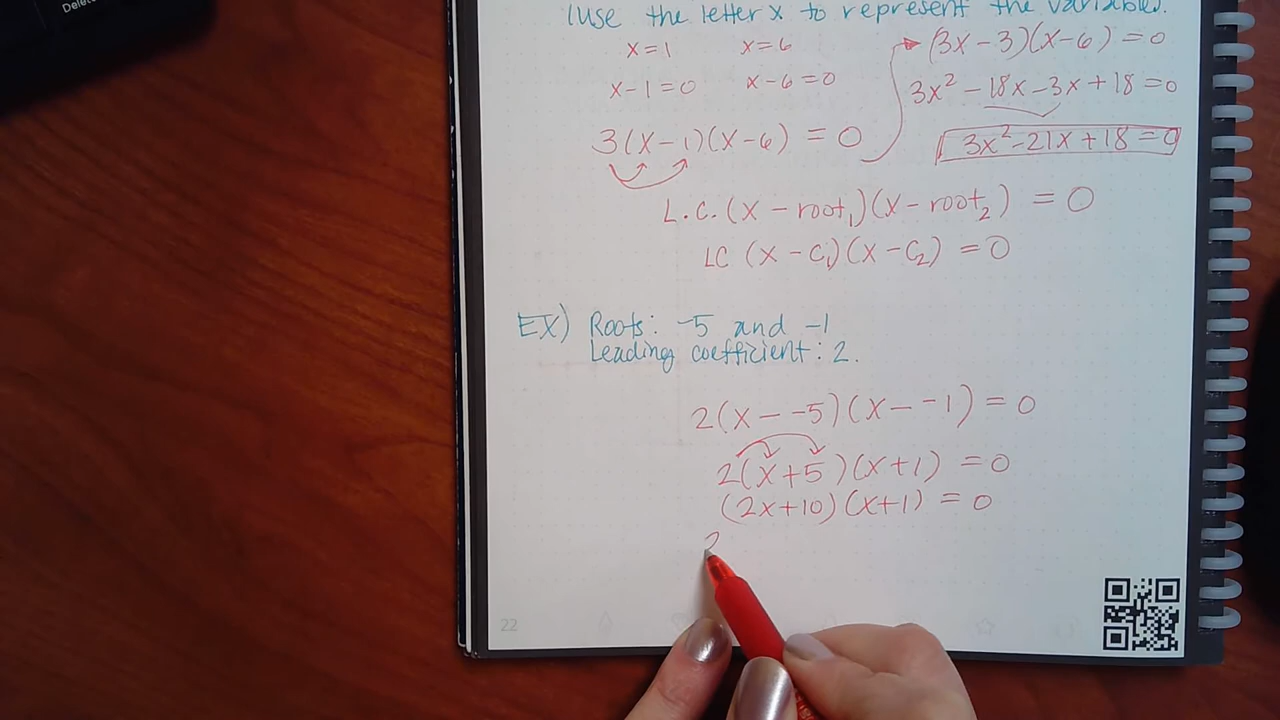 Delet
(use the letter x to represent the variable).
x=1 x=6
x-1=0 x-6=0
3(x-1)(x-6) = 0
(3x-3)(x-6) = 0
3x²-18x-3x+18=0
3x²-21x+18=0
L.C.(x-root₁)(x-root₂) = 0
LC (x-c₁)(x-c₂) = 0
EX) Roots: -5 and -1
Leading coefficient: 2.
2(x--5)(x--1) = 0
2(x+5)(x+1) = 0
(2x+10)(x+1) = 0
2
22